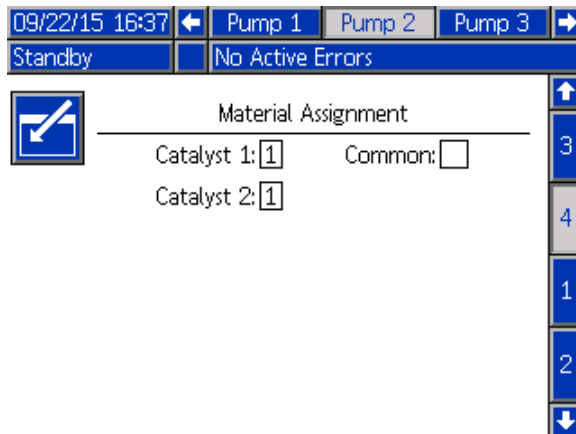 09/22/15 16:37 Pump 1 Pump 2 Pump 3
Standby No Active Errors
Material Assignment
Catalyst 1: 1 Common:
Catalyst 2: 1
3
4
1
2